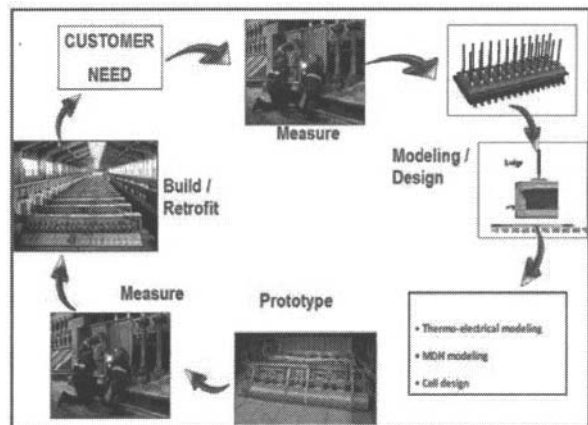 CUSTOMER
NEED
Measure
Modeling /
Design
Build /
Retrofit
Measure
Prototype
• Thermo-electrical modeling
• MDH modeling
• Cell design